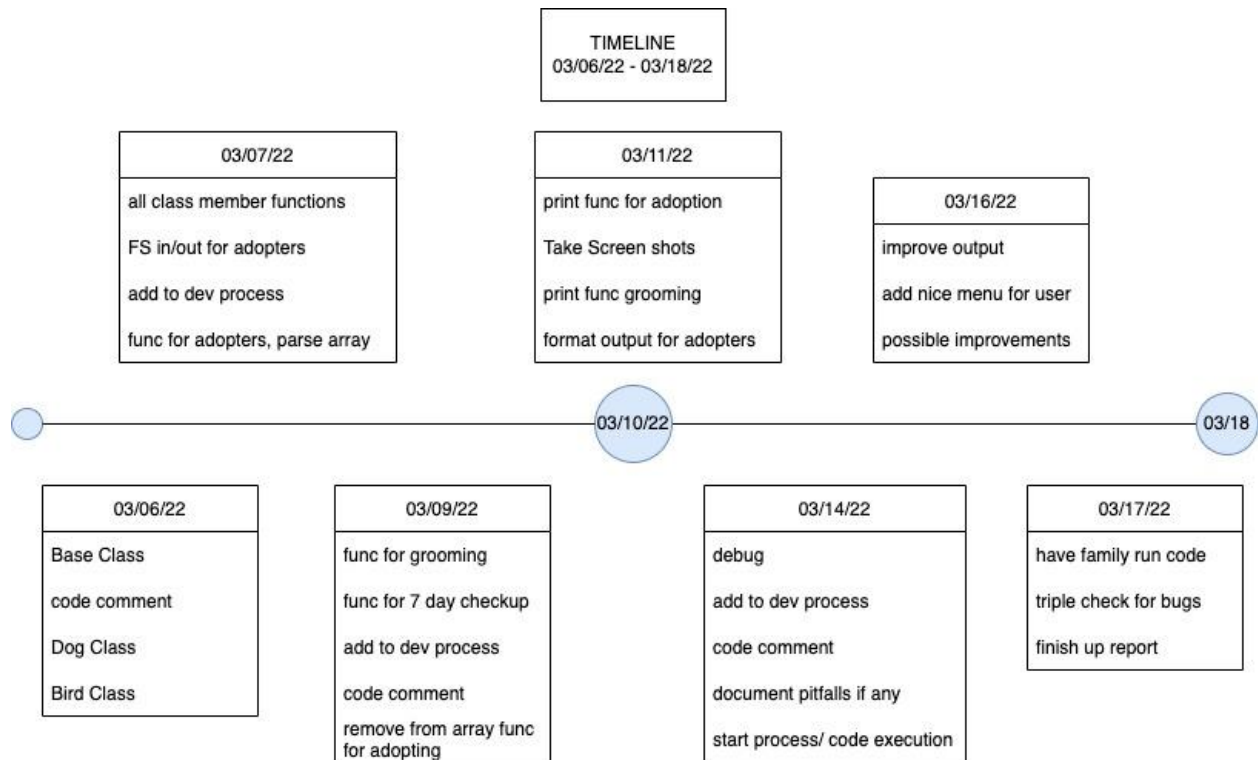 TIMELINE
03/06/22 - 03/18/22
03/07/22
all class member functions
FS in/out for adopters
add to dev process
func for adopters, parse array
03/11/22
print func for adoption
Take Screen shots
print func grooming
format output for adopters
03/16/22
improve output
add nice menu for user
possible improvements
03/10/22
03/18
03/06/22
Base Class
code comment
Dog Class
Bird Class
03/09/22
func for grooming
func for 7 day checkup
add to dev process
code comment
remove from array func
for adopting
03/14/22
debug
add to dev process
code comment
document pitfalls if any
start process/ code execution
03/17/22
have family run code
triple check for bugs
finish up report